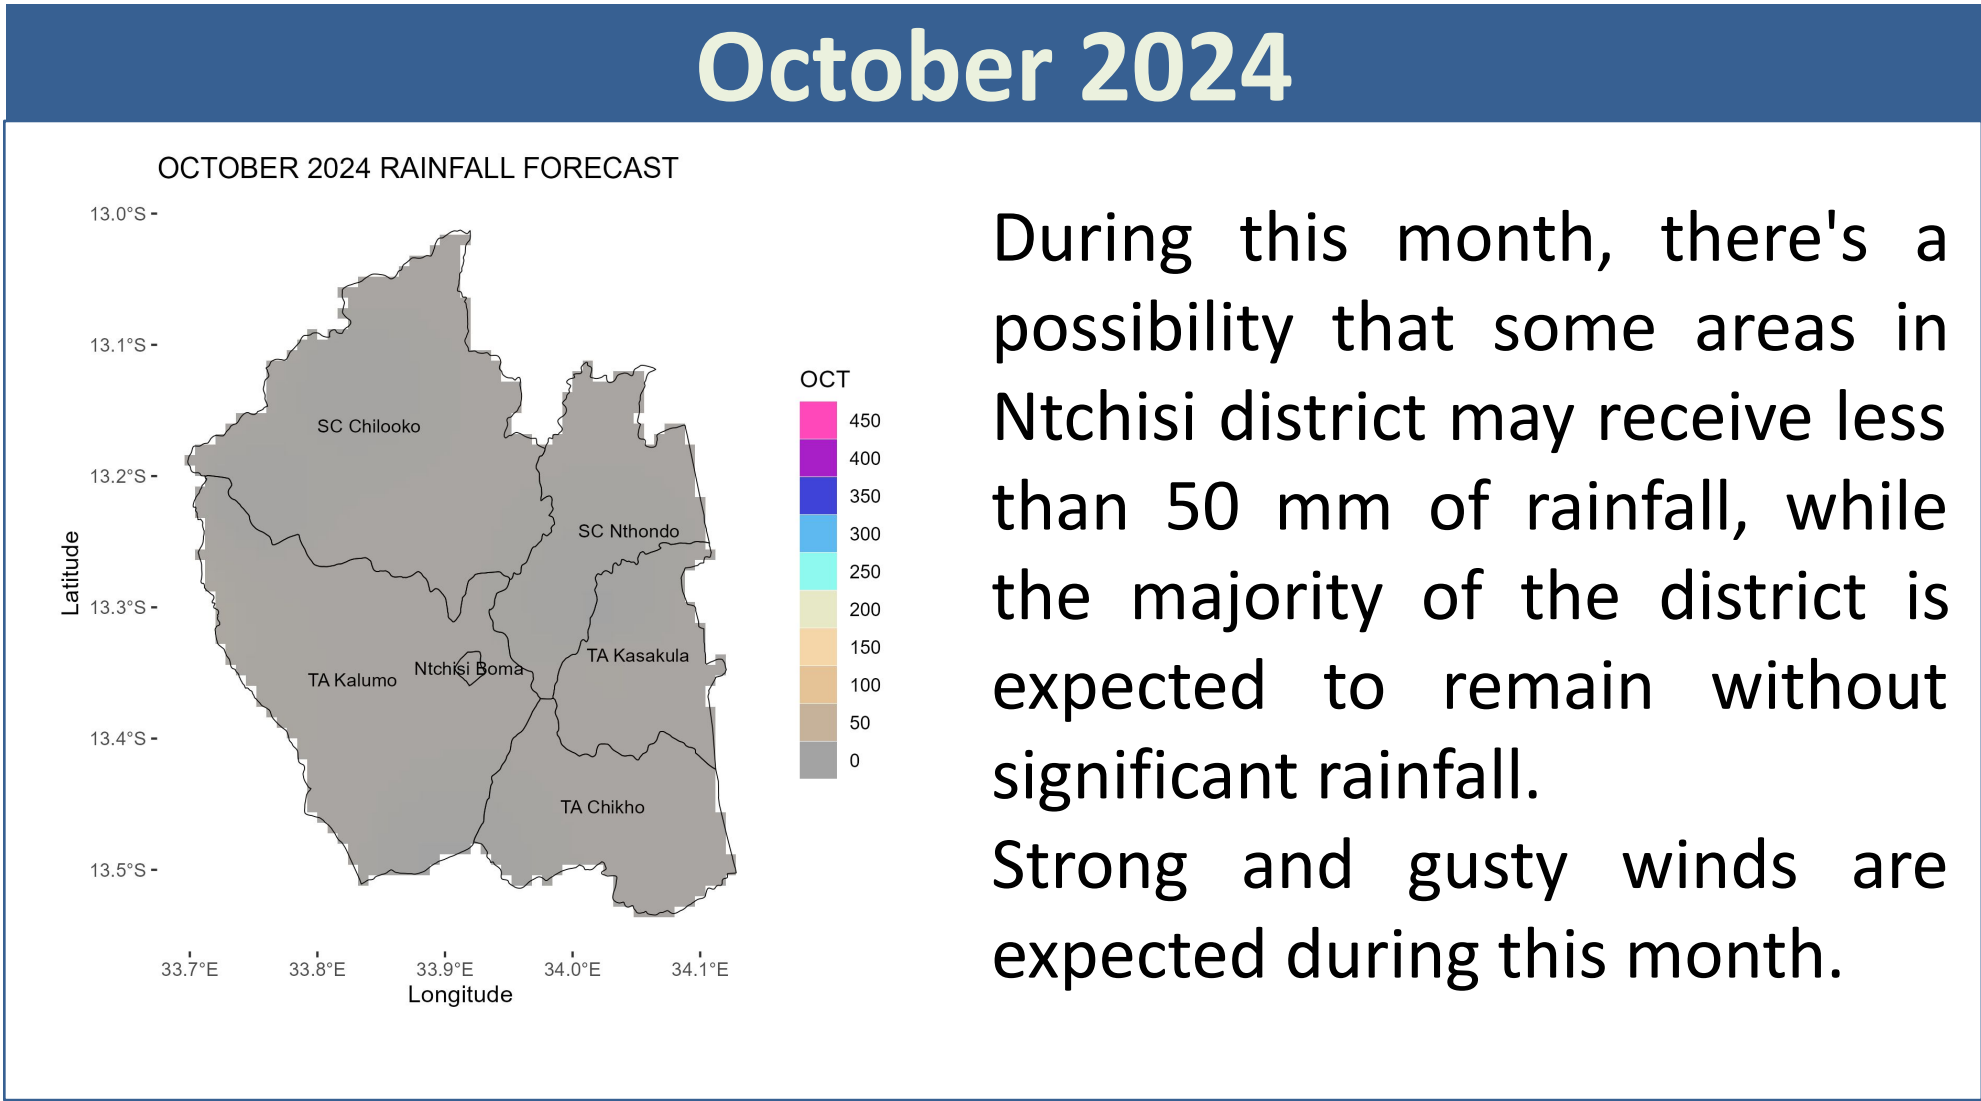 October 2024
OCTOBER 2024 RAINFALL FORECAST
13.0°S
13.1°S
13.2°S
13.3°S
13.4°S
13.5°S
Latitude
33.7°E
33.8°E
33.9°E
34.0°E
34.1°E
Longitude
SC Chilooko
SC Nthondo
TA Kasakula
Ntchisi Boma
TA Kalumo
TA Chikho
OCT
450
400
350
300
250
200
150
100
50
0
During this month, there's a
possibility that some areas in
Ntchisi district may receive less
than 50 mm of rainfall, while
the majority of the district is
expected to remain without
significant rainfall.
Strong and gusty winds are
expected during this month.